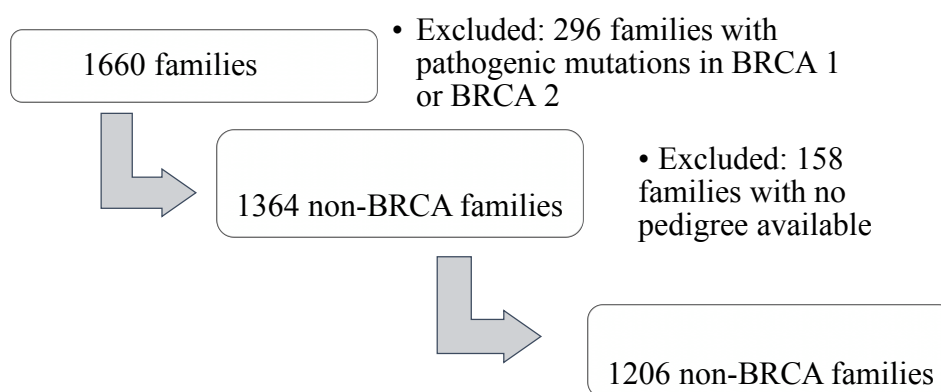 1660 families
• Excluded: 296 families with
pathogenic mutations in BRCA 1
or BRCA 2
1364 non-BRCA families
• Excluded: 158
families with no
pedigree available
1206 non-BRCA families